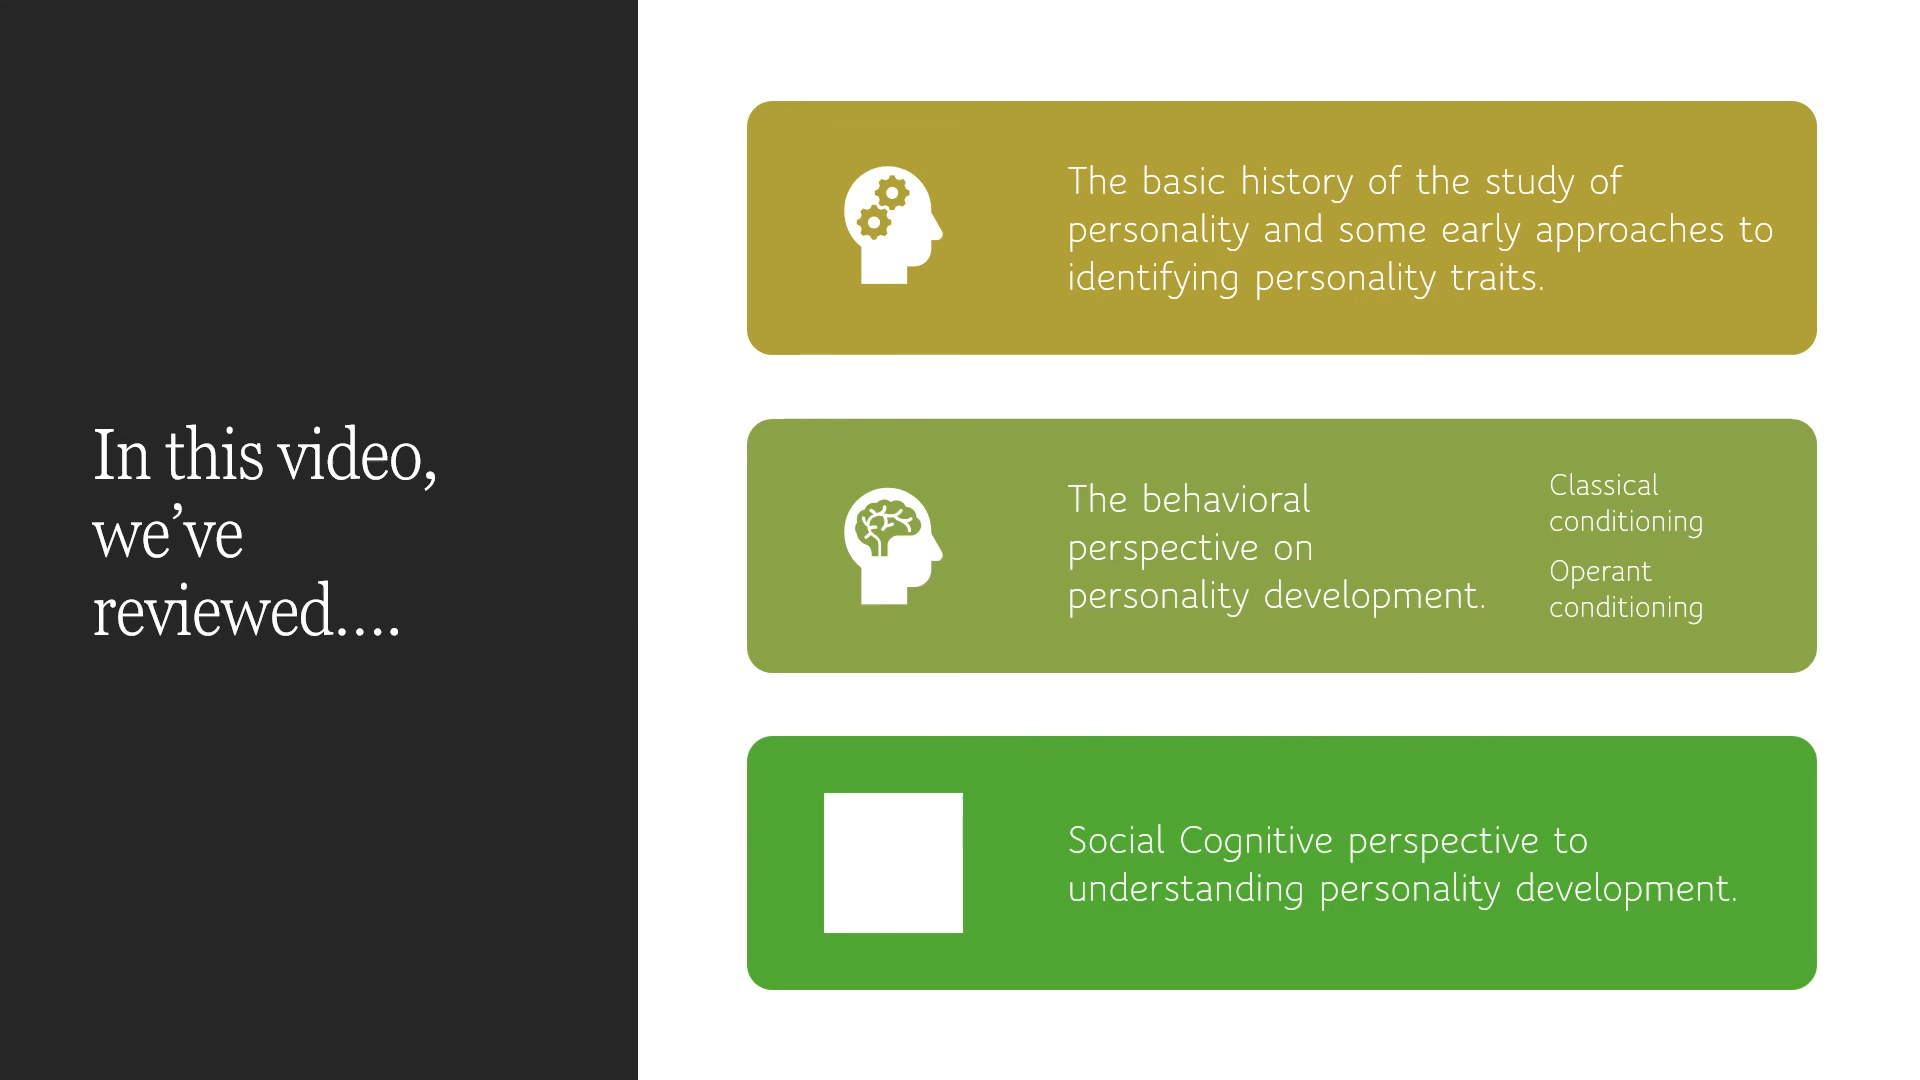 In this video,
we’ve
reviewed....
The basic history of the study of
personality and some early approaches to
identifying personality traits.
The behavioral
perspective on
personality development.
Classical
conditioning
Operant
conditioning
Social Cognitive perspective to
understanding personality development.